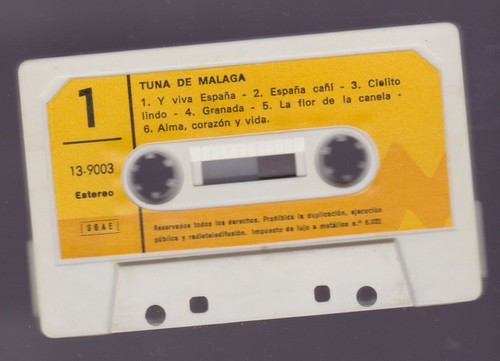 TUNA DE MALAGA
1
1. Y viva España - 2. España cañí - 3. Cielito
lindo - 4. Granada - 5. La flor de la canela -
6. Alma, corazón y vida.
13-9003
Estereo
SGAE
Reservados todos los derechos. Prohibida la duplicación, ejecución
pública y radioteledifusión. Impuesto de lujo a metálico n.º